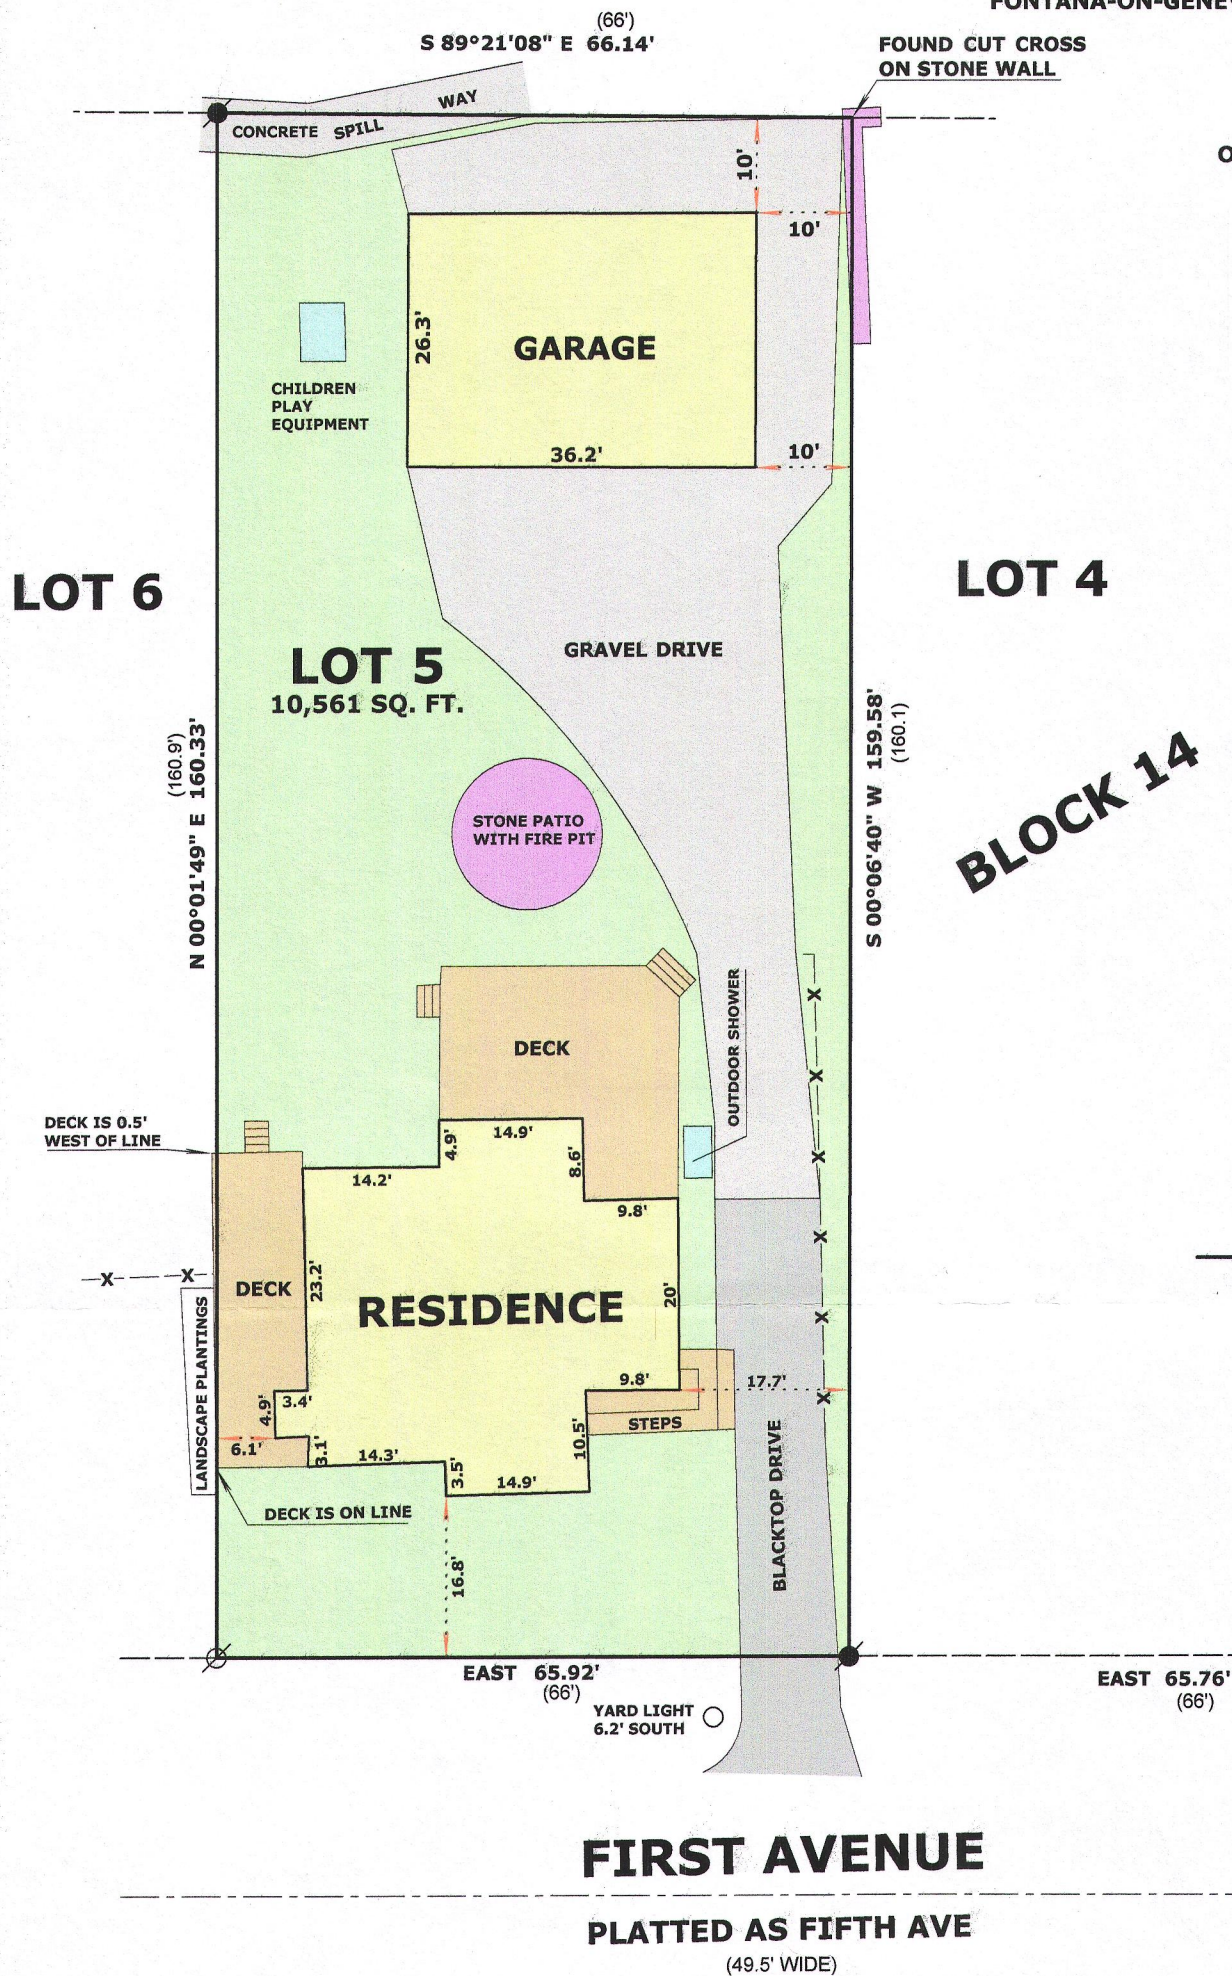 FONTANA-ON-GENEV
(66')
S 89°21'08" E 66.14'
FOUND CUT CROSS
ON STONE WALL
CONCRETE SPILL WAY
O
10'
10'
26.3'
GARAGE
CHILDREN
PLAY
EQUIPMENT
36.2'
10'
LOT 6
LOT 4
GRAVEL DRIVE
LOT 5
10,561 SQ. FT.
(160.9')
N 00°01'49" E 160.33'
S 00°06'40" W 159.58'
(160.1)
BLOCK 14
STONE PATIO
WITH FIRE PIT
OUTDOOR SHOWER
X
DECK
X
DECK IS 0.5'
WEST OF LINE
4.9'
14.9'
8.6'
X
14.2'
9.8'
X
X
X
DECK
23.2'
RESIDENCE
20'
X
LANDSCAPE PLANTINGS
9.8'
17.7'
X
4.9'
3.4'
STEPS
6.1'
3.1'
14.3'
3.5'
14.9'
10.5'
DECK IS ON LINE
BLACKTOP DRIVE
16.8'
EAST 65.92'
(66')
EAST 65.76'
(66')
YARD LIGHT
6.2' SOUTH
FIRST AVENUE
PLATTED AS FIFTH AVE
(49.5' WIDE)